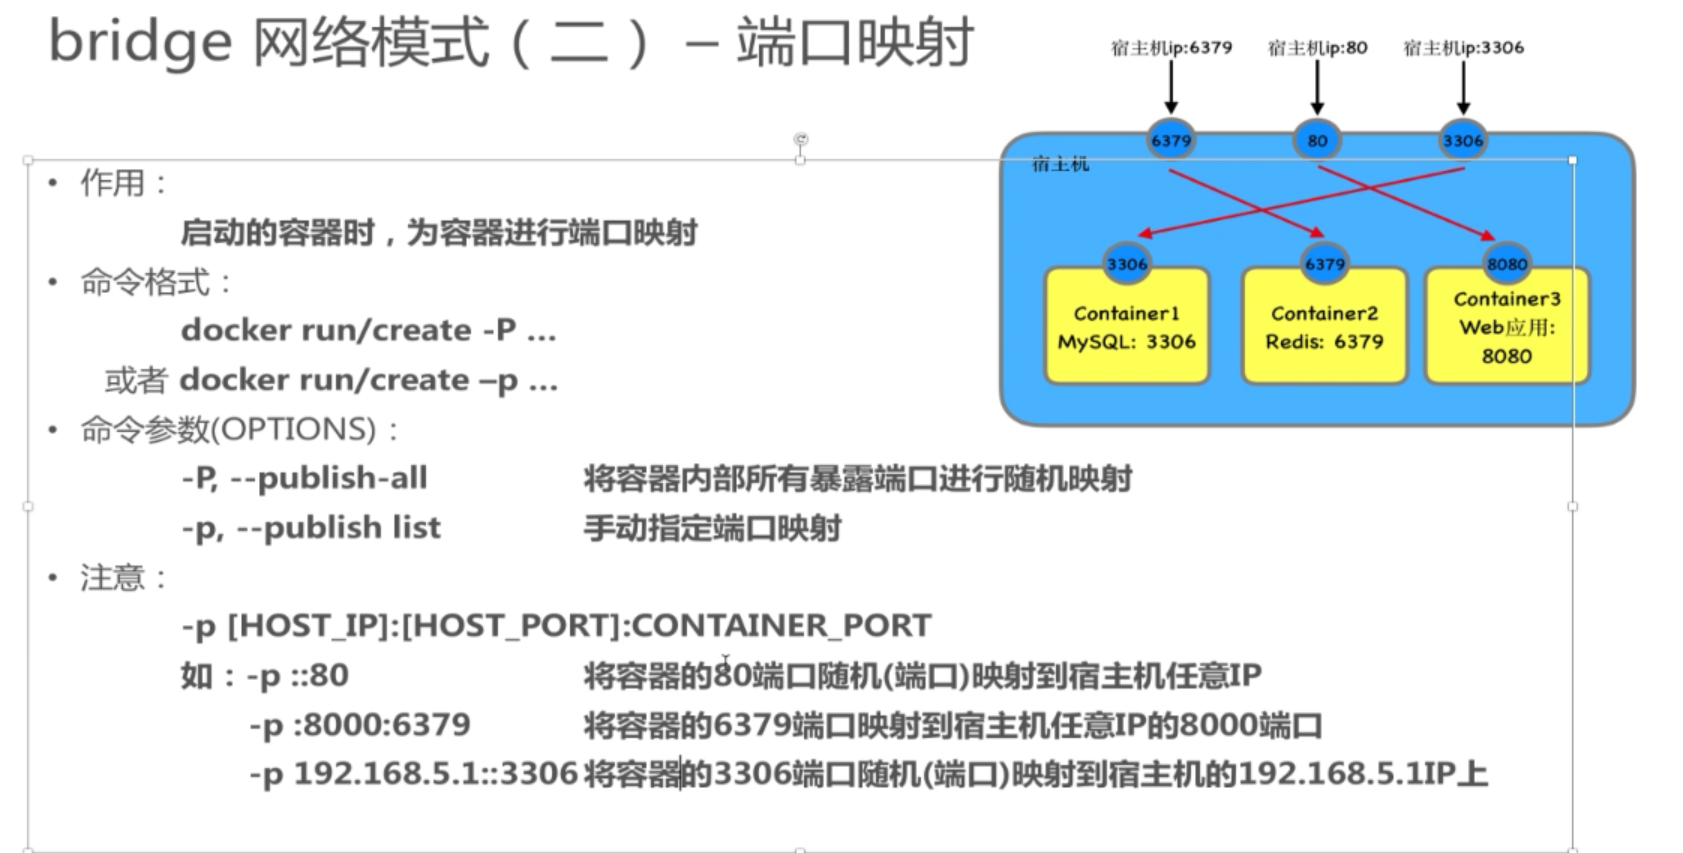 bridge 网络模式（二） – 端口映射
宿主机ip:6379
宿主机ip:80
宿主机ip:3306
6379
80
3306
宿主机
3306
6379
8080
Container1
MySQL: 3306
Container2
Redis: 6379
Container3
Web应用:
8080
• 作用：
启动的容器时，为容器进行端口映射
• 命令格式：
docker run/create -P …
或者 docker run/create –p …
• 命令参数(OPTIONS)：
-P, --publish-all 将容器内部所有暴露端口进行随机映射
-p, --publish list 手动指定端口映射
• 注意：
-p [HOST_IP]:[HOST_PORT]:CONTAINER_PORT
如：-p ::80 将容器的80端口随机(端口)映射到宿主机任意IP
-p :8000:6379 将容器的6379端口映射到宿主机任意IP的8000端口
-p 192.168.5.1::3306 将容器的3306端口随机(端口)映射到宿主机的192.168.5.1IP上